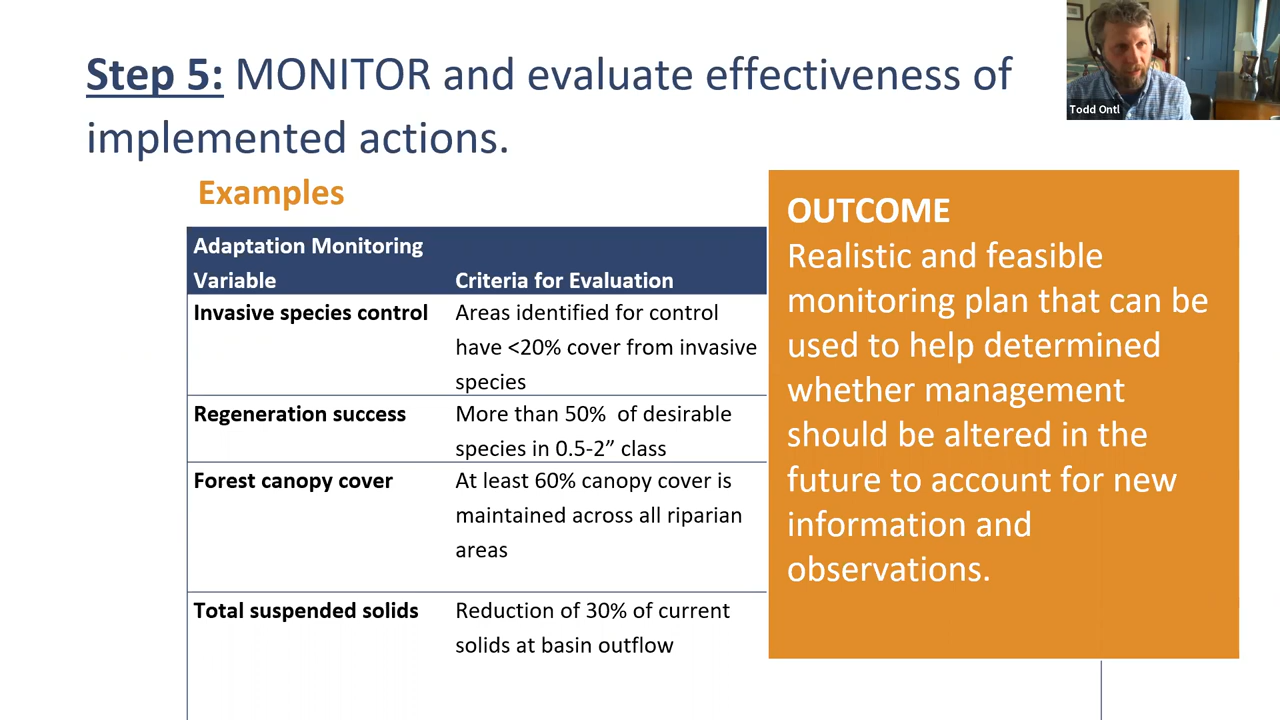 Step 5: MONITOR and evaluate effectiveness of
implemented actions.
Todd Ontl
Examples
Adaptation Monitoring
Variable
Criteria for Evaluation
Invasive species control
Areas identified for control
have <20% cover from invasive
species
Regeneration success
More than 50% of desirable
species in 0.5-2” class
Forest canopy cover
At least 60% canopy cover is
maintained across all riparian
areas
Total suspended solids
Reduction of 30% of current
solids at basin outflow
OUTCOME
Realistic and feasible
monitoring plan that can be
used to help determined
whether management
should be altered in the
future to account for new
information and
observations.